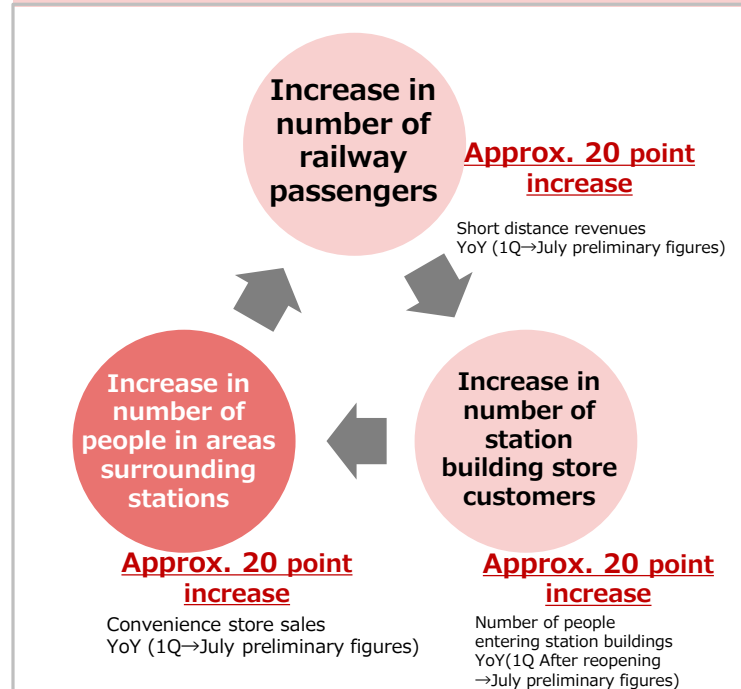 Increase in
number of
railway
passengers
Approx. 20 point
increase
Short distance revenues
YoY (1Q→July preliminary figures)
Increase in
number of
station
building store
customers
Approx. 20 point
increase
Number of people
entering station buildings
YoY(1Q After reopening
→July preliminary figures)
Increase in
number of
people in areas
surrounding
stations
Approx. 20 point
increase
Convenience store sales
YoY (1Q→July preliminary figures)